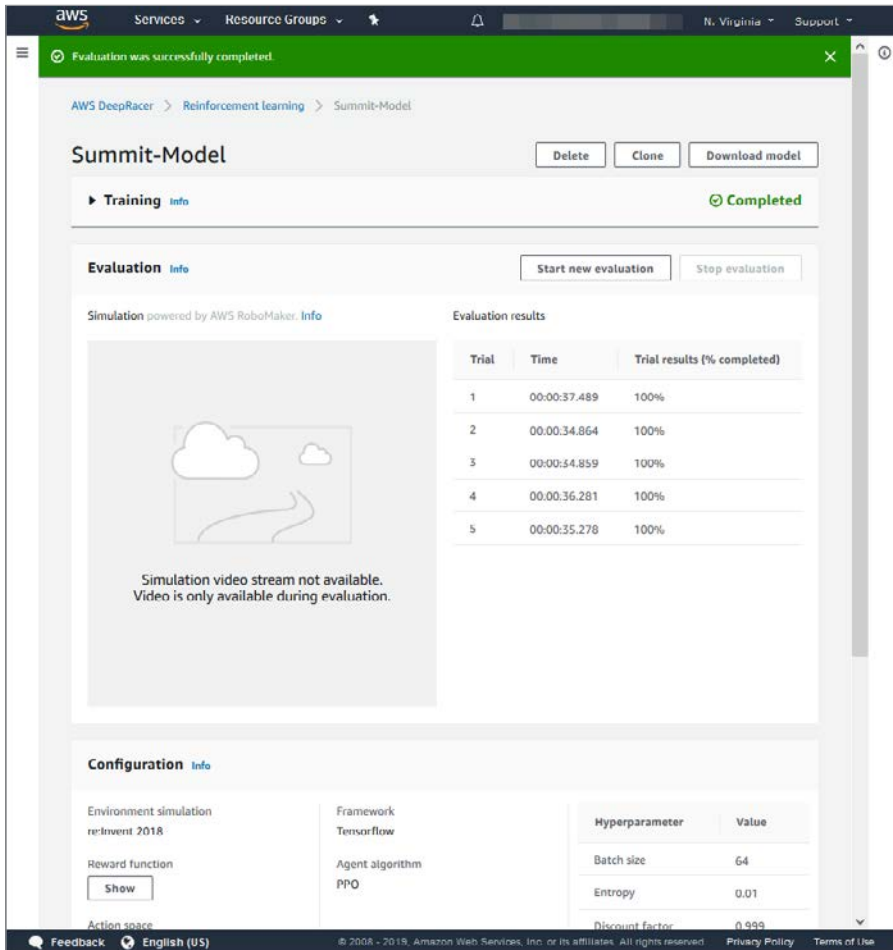 aws Services Resource Groups N. Virginia Support
Evaluation was successfully completed.
AWS DeepRacer > Reinforcement learning > Summit-Model
Summit-Model Delete Clone Download model
Training Info Completed
Evaluation Info Start new evaluation Stop evaluation
Simulation powered by AWS RoboMaker. Info
Evaluation results
Trial Time Trial results (% completed)
1 00:00:37.489 100%
2 00:00:34.864 100%
3 00:00:34.859 100%
4 00:00:36.281 100%
5 00:00:35.278 100%
Simulation video stream not available.
Video is only available during evaluation.
Configuration Info
Environment simulation
re:Invent 2018
Reward function
Show
Action space
Framework
Tensorflow
Agent algorithm
PPO
Hyperparameter Value
Batch size 64
Entropy 0.01
Discount factor 0.999
Feedback English (US) © 2008 - 2019, Amazon Web Services, Inc. or its affiliates. All rights reserved. Privacy Policy Terms of Use